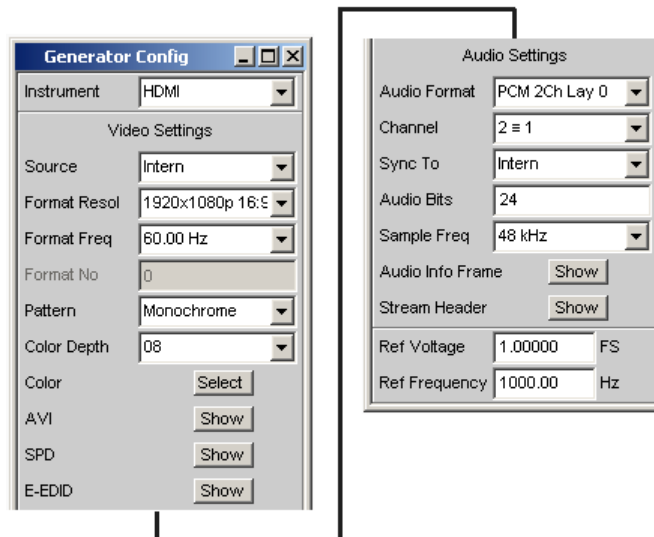 Generator Config
Instrument HDMI
Video Settings
Source Intern
Format Resol 1920x1080p 16:9
Format Freq 60.00 Hz
Format No 0
Pattern Monochrome
Color Depth 08
Color Select
AVI Show
SPD Show
E-EDID Show
Audio Settings
Audio Format PCM 2Ch Lay 0
Channel 2 ≡ 1
Sync To Intern
Audio Bits 24
Sample Freq 48 kHz
Audio Info Frame Show
Stream Header Show
Ref Voltage 1.00000 FS
Ref Frequency 1000.00 Hz